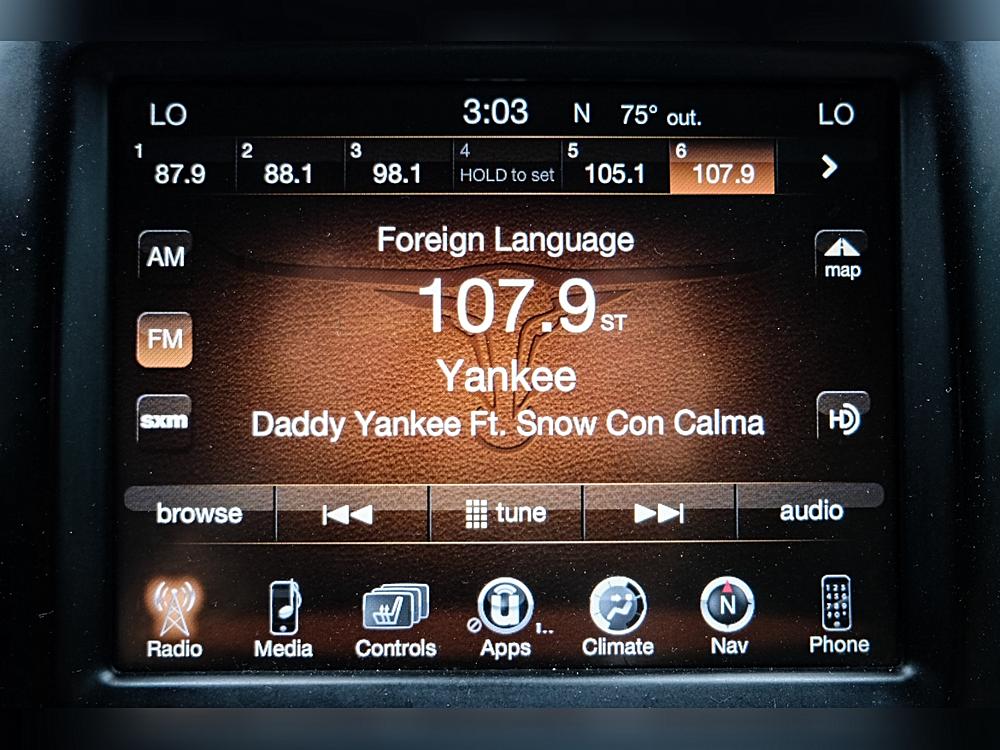 LO 3:03 N 75° out. LO
1 87.9 2 88.1 3 98.1 4 HOLD to set 5 105.1 6 107.9
Foreign Language
AM
map
107.9 ST
FM
Yankee
sxm
Daddy Yankee Ft. Snow Con Calma
HD
browse tune audio
Radio Media Controls Apps 1.. Climate N Nav Phone